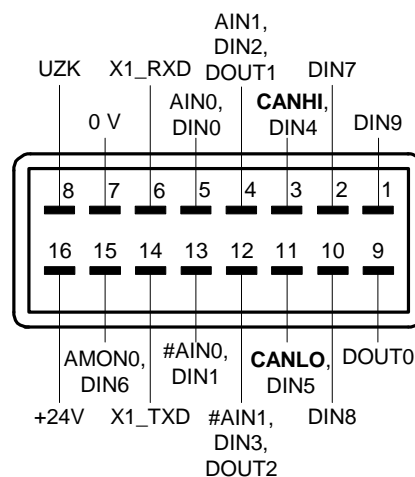 AIN1,
DIN2,
DOUT1
UZK X1_RXD DIN7
AIN0,
DIN0
CANHI,
DIN4
0 V DIN9
8 7 6 5 4 3 2 1
16 15 14 13 12 11 10 9
AMON0,
DIN6
#AIN0,
DIN1
CANLO,
DIN5
DOUT0
+24V X1_TXD #AIN1,
DIN3,
DOUT2
DIN8